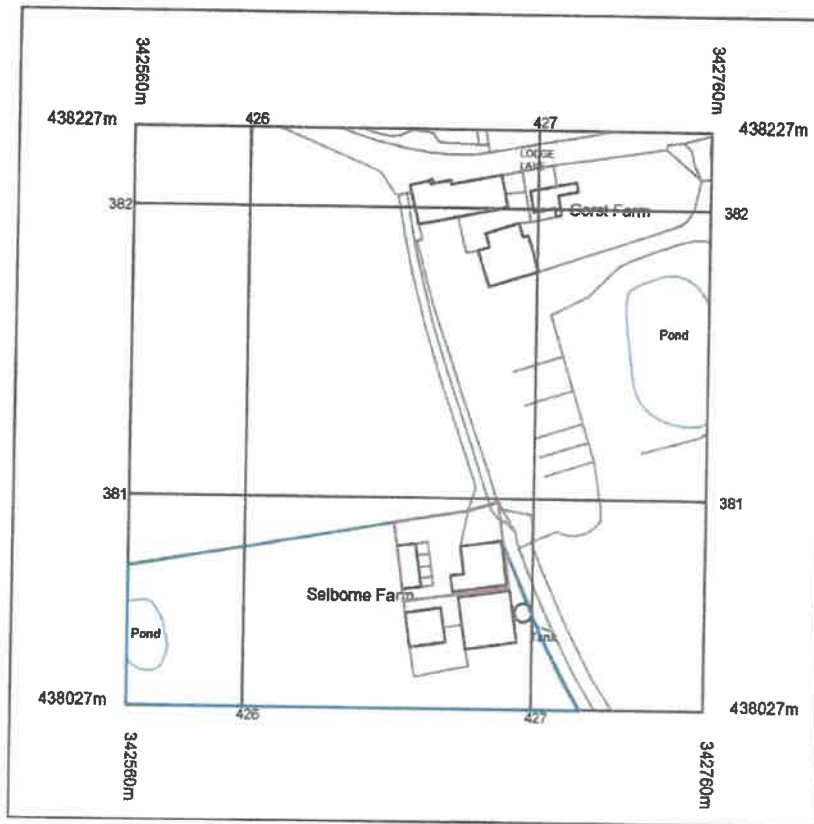 342560m
342760m
438227m
426
427
438227m
LODGE
LANE
382
Gorst Farm
382
Pond
381
381
Selborne Farm
Pond
Tank
438027m
426
427
438027m
342560m
342760m